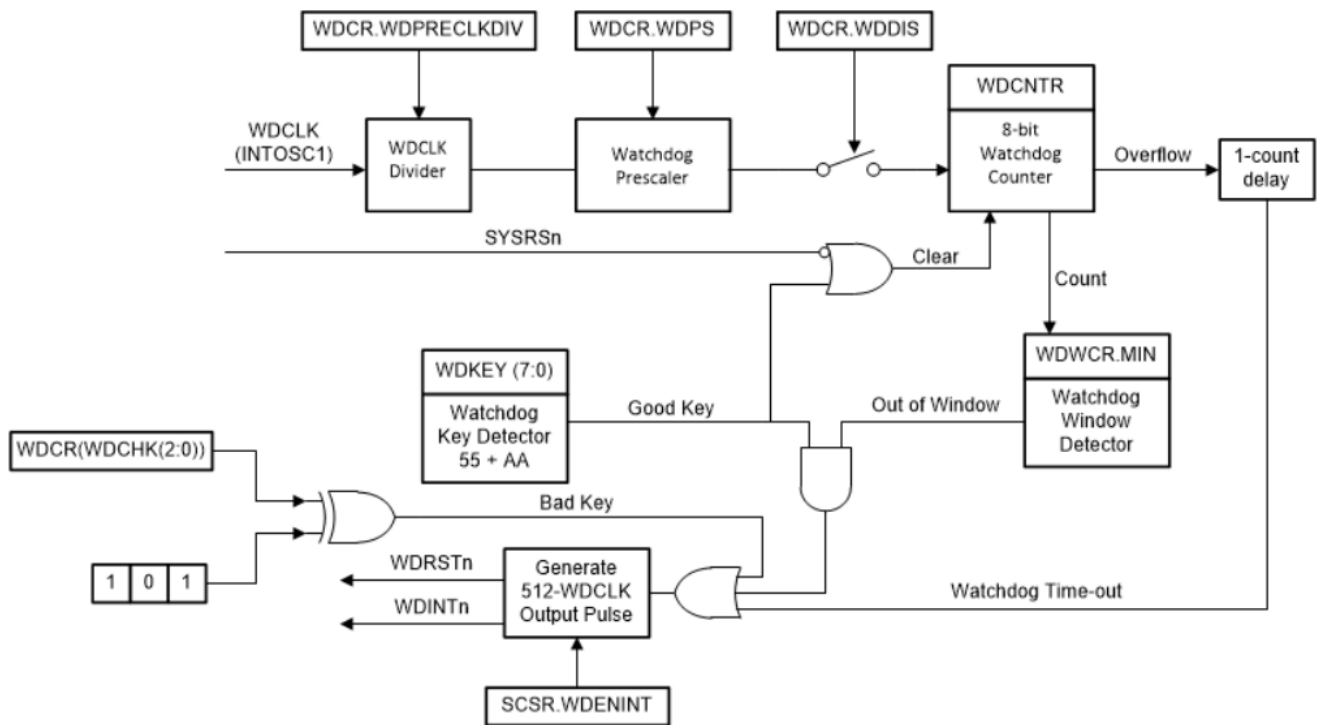 WDCR.WDPRECLKDIV
WDCR.WDPS
WDCR.WDDIS
WDCNTR
WDCLK
(INTOSC1)
WDCLK
Divider
Watchdog
Prescaler
8-bit
Watchdog
Counter
Overflow
1-count
delay
SYSRSn
Clear
Count
WDKEY (7:0)
Watchdog
Key Detector
55 + AA
Good Key
Out of Window
WDWCR.MIN
Watchdog
Window
Detector
WDCR(WDCHK(2:0))
Bad Key
1 0 1
WDRSTn
WDINTn
Generate
512-WDCLK
Output Pulse
Watchdog Time-out
SCSR.WDENINT